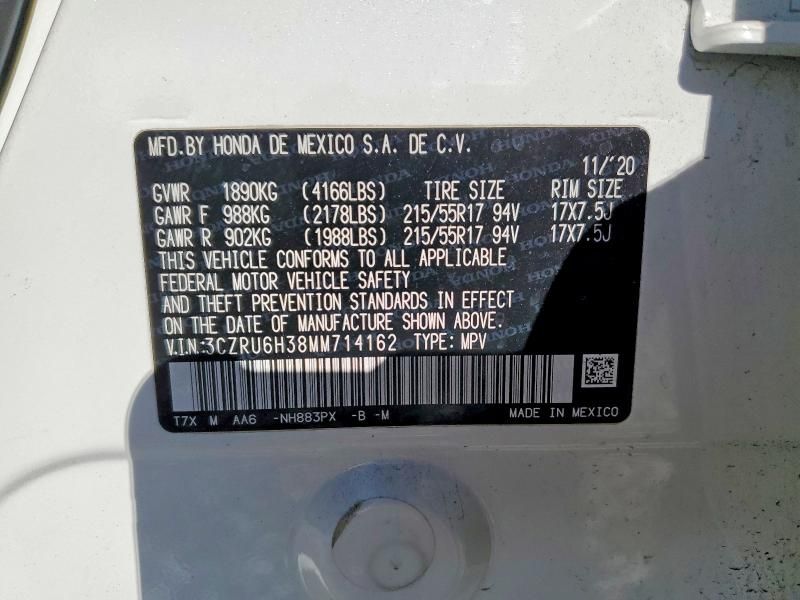 MFD.BY HONDA DE MEXICO S.A. DE C.V.
11/'20
GVWR 1890KG (4166LBS) TIRE SIZE RIM SIZE
GAWR F 988KG (2178LBS) 215/55R17 94V 17X7.5J
GAWR R 902KG (1988LBS) 215/55R17 94V 17X7.5J
THIS VEHICLE CONFORMS TO ALL APPLICABLE
FEDERAL MOTOR VEHICLE SAFETY
AND THEFT PREVENTION STANDARDS IN EFFECT
ON THE DATE OF MANUFACTURE SHOWN ABOVE.
V.I.N:3CZRU6H38MM714162 TYPE: MPV
T7X M AA6 -NH883PX -B -M MADE IN MEXICO